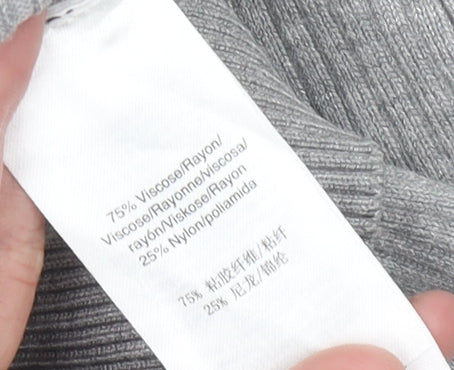 75% Viscose/Rayon/
Viscose/Rayonne/viscosa/
rayón/Viskose/Rayon
25% Nylon/poliamida
75% 粘胶纤维/粘纤
25% 尼龙/锦纶